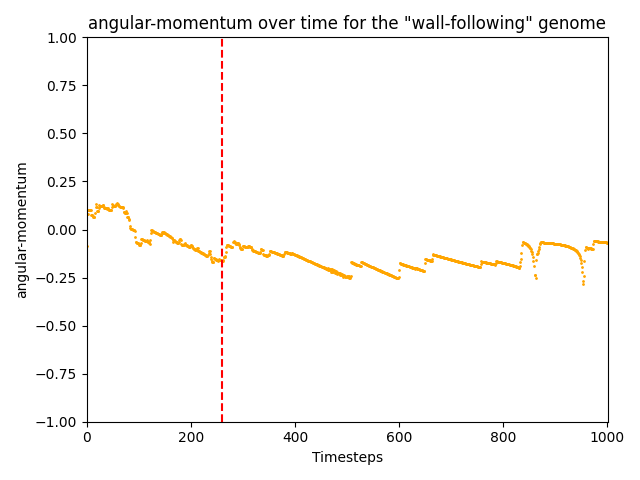 angular-momentum over time for the "wall-following" genome
1.00
0.75
0.50
0.25
0.00
−0.25
−0.50
−0.75
−1.00
angular-momentum
0 200 400 600 800 1000
Timesteps